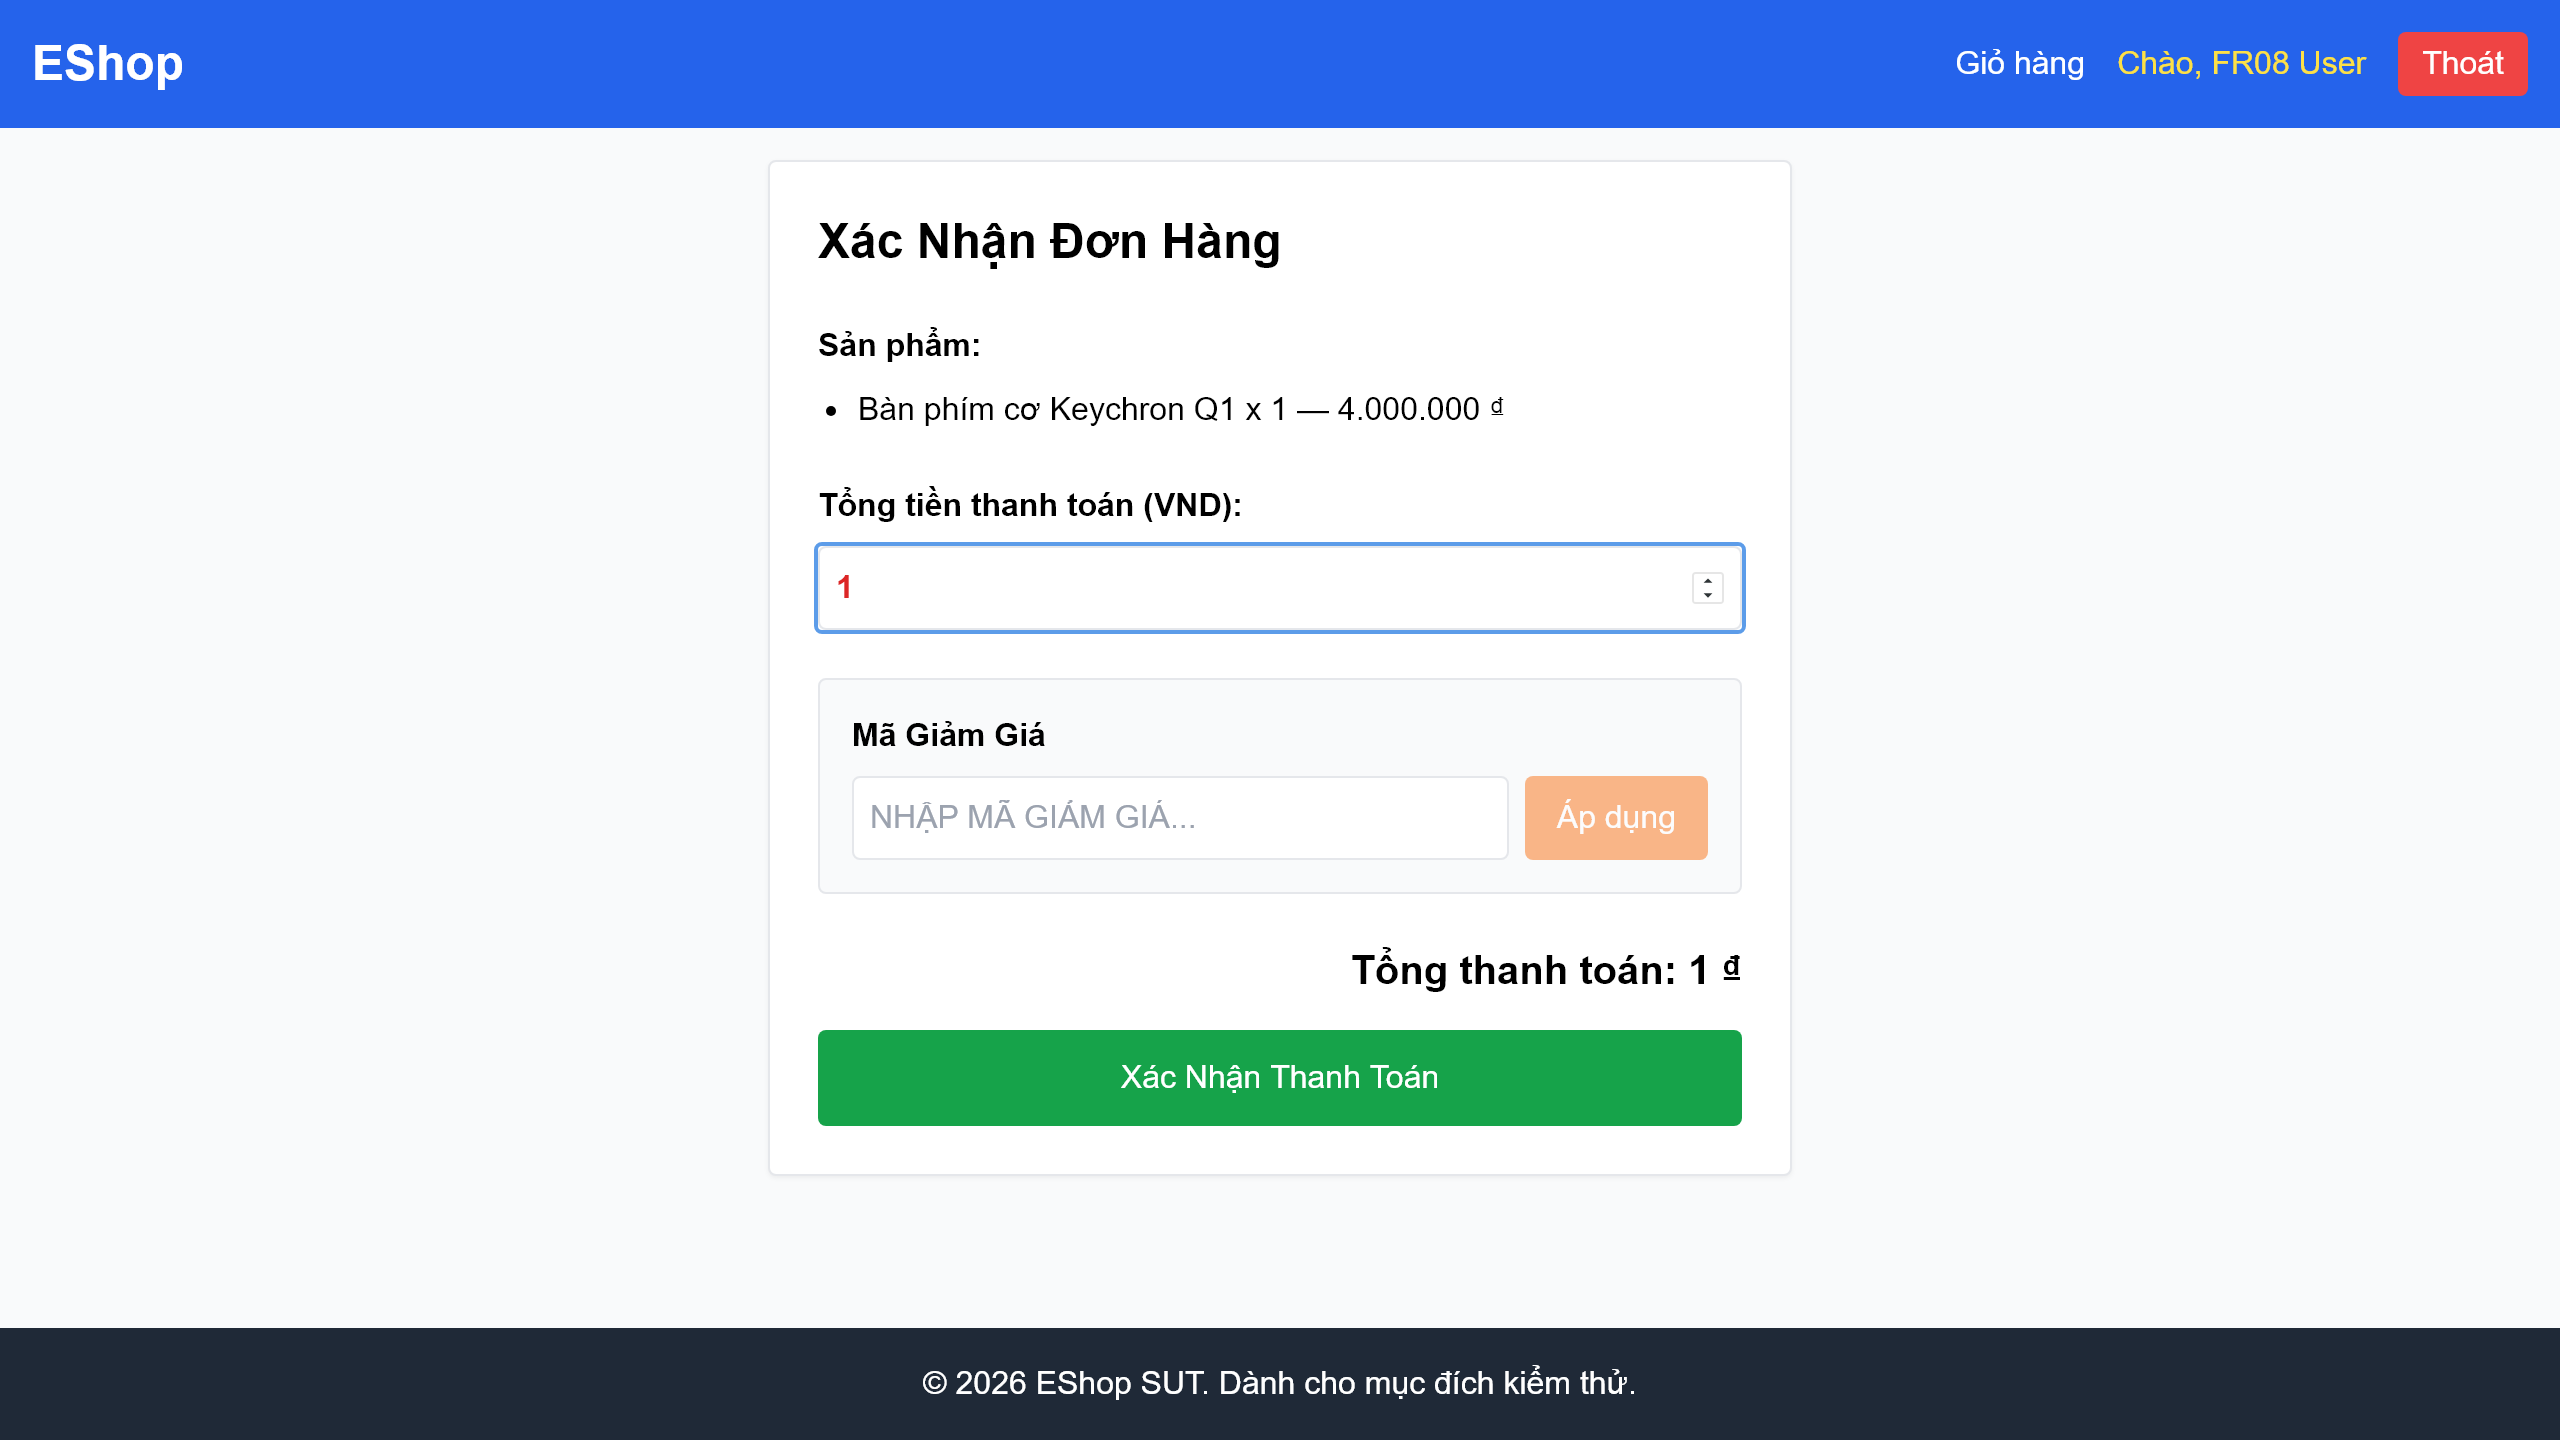 EShop
Giỏ hàng
Chào, FR08 User
Thoát
Xác Nhận Đơn Hàng
Sản phẩm:
• Bàn phím cơ Keychron Q1 x 1 — 4.000.000 ₫
Tổng tiền thanh toán (VND):
1
Mã Giảm Giá
NHẬP MÃ GIẢM GIÁ...
Áp dụng
Tổng thanh toán: 1 ₫
Xác Nhận Thanh Toán
© 2026 EShop SUT. Dành cho mục đích kiểm thử.